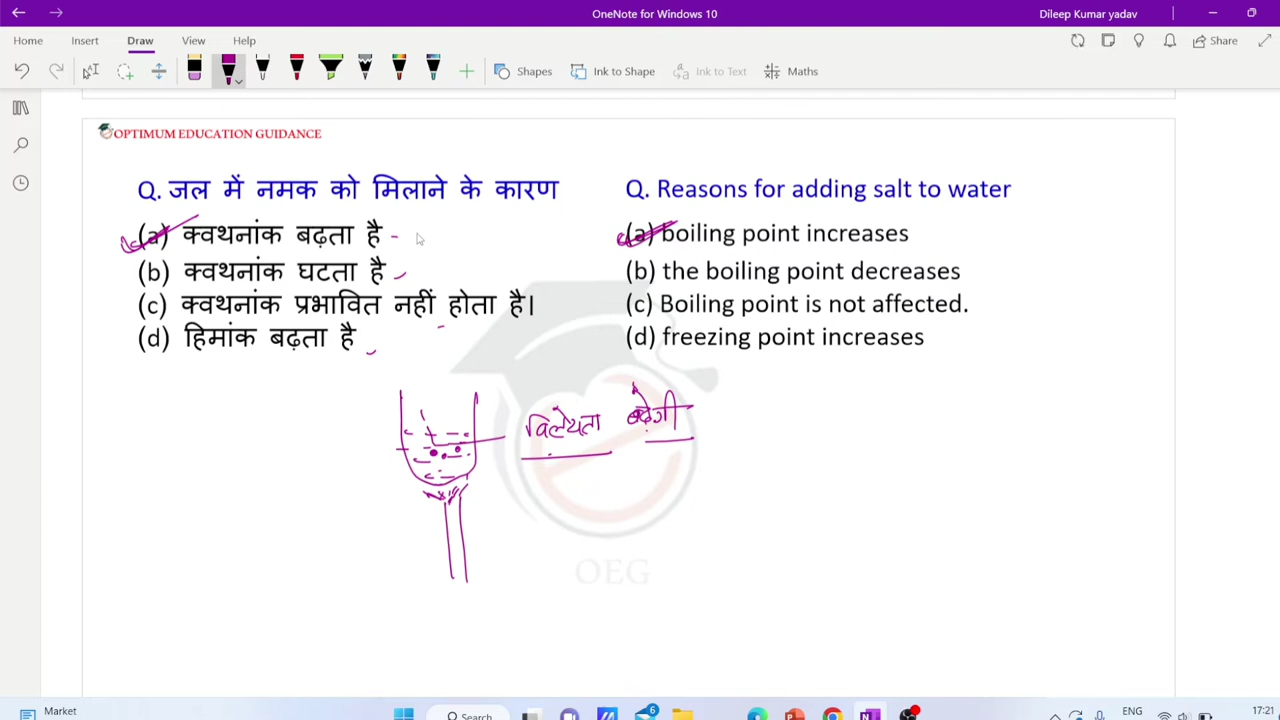 OneNote for Windows 10
Dileep Kumar yadav
Home Insert Draw View Help
Share
Shapes
Ink to Shape
Ink to Text
Maths
OPTIMUM EDUCATION GUIDANCE
Q. जल में नमक को मिलाने के कारण
(a) क्वथनांक बढ़ता है
(b) क्वथनांक घटता है
(c) क्वथनांक प्रभावित नहीं होता है।
(d) हिमांक बढ़ता है
Q. Reasons for adding salt to water
(a) boiling point increases
(b) the boiling point decreases
(c) Boiling point is not affected.
(d) freezing point increases
विलेयता बढ़ेगी
OEG
Market
Search
6
ENG
17:21